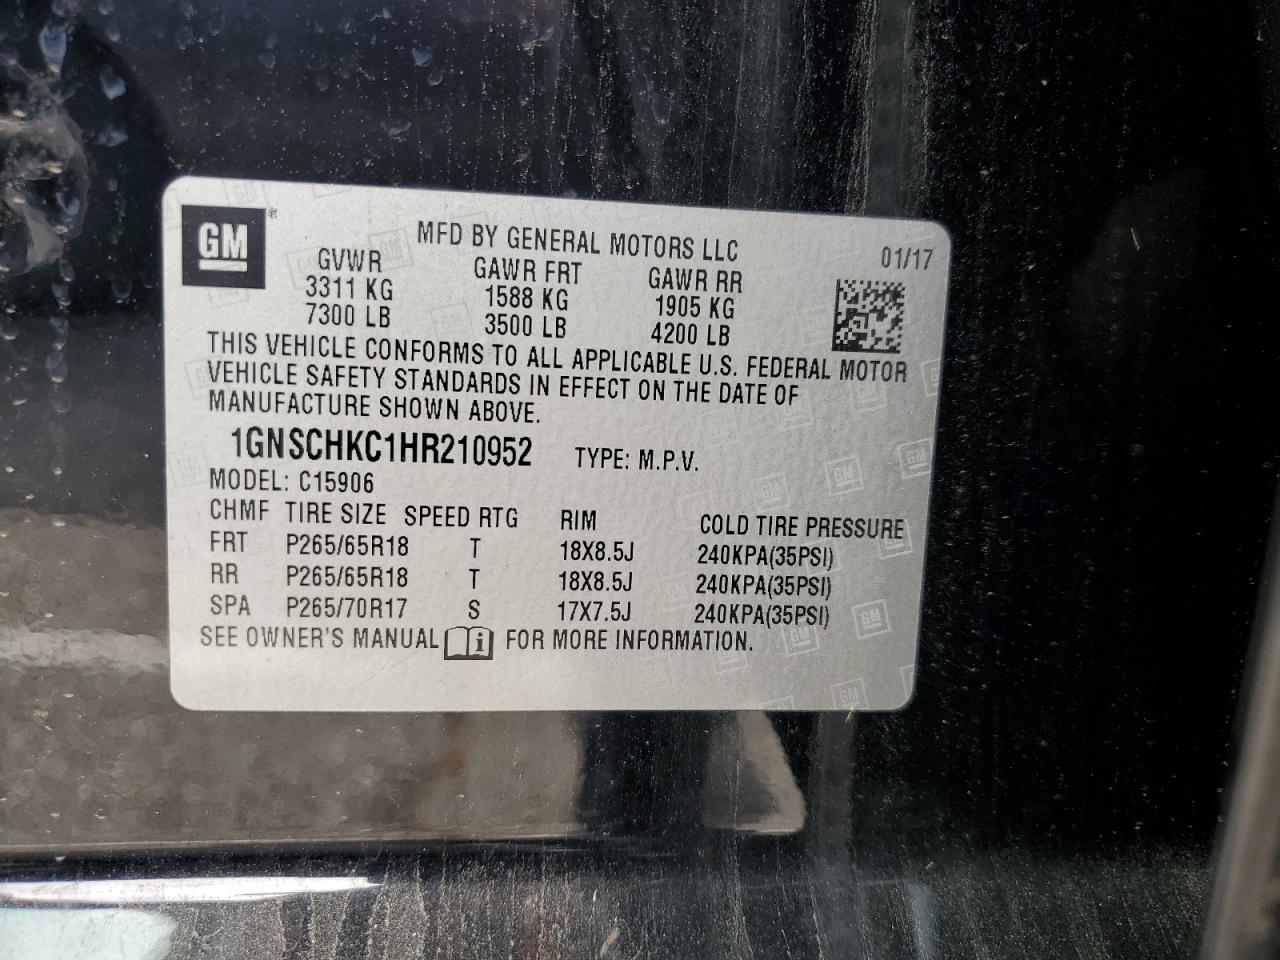 GM ®
MFD BY GENERAL MOTORS LLC 01/17
GVWR GAWR FRT GAWR RR
3311 KG 1588 KG 1905 KG
7300 LB 3500 LB 4200 LB
THIS VEHICLE CONFORMS TO ALL APPLICABLE U.S. FEDERAL MOTOR
VEHICLE SAFETY STANDARDS IN EFFECT ON THE DATE OF
MANUFACTURE SHOWN ABOVE.
1GNSCHKC1HR210952 TYPE: M.P.V.
MODEL: C15906
CHMF TIRE SIZE SPEED RTG RIM COLD TIRE PRESSURE
FRT P265/65R18 T 18X8.5J 240KPA(35PSI)
RR P265/65R18 T 18X8.5J 240KPA(35PSI)
SPA P265/70R17 S 17X7.5J 240KPA(35PSI)
SEE OWNER'S MANUAL i FOR MORE INFORMATION.